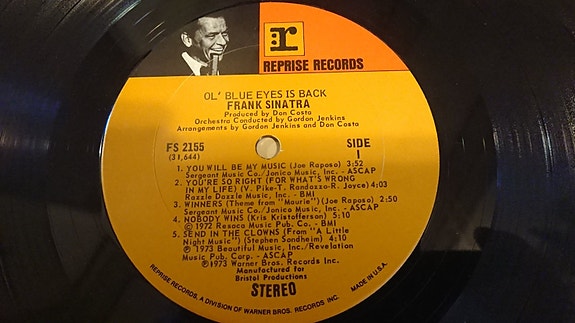 r:
REPRISE RECORDS
OL' BLUE EYES IS BACK
FRANK SINATRA
Produced by Don Costa
Orchestra Conducted by Gordon Jenkins
Arrangements by Gordon Jenkins and Don Costa
FS 2155
(31,644)
SIDE
1
1. YOU WILL BE MY MUSIC (Joe Raposo) 3:52
Sergeant Music Co./Jonico Music, Inc. - ASCAP
2. YOU'RE SO RIGHT (FOR WHAT'S WRONG
IN MY LIFE) (V. Pike-T. Randazzo-R. Joyce) 4:03
Razzle Dazzle Music, Inc. - BMI
3. WINNERS (Theme from "Mourie") (Joe Raposo) 2:50
Sergeant Music Co./Jonico Music, Inc. - ASCAP
4. NOBODY WINS (Kris Kristofferson) 5:10
© 1972 Resaca Music Pub. Co. - BMI
5. SEND IN THE CLOWNS (From "A Little
Night Music") (Stephen Sondheim) 4:10
℗ 1973 Beautiful Music, Inc./Revelation
Music Pub. Corp. - ASCAP
℗ 1973 Warner Bros. Records Inc.
Manufactured for
Bristol Productions
STEREO
REPRISE RECORDS, A DIVISION OF WARNER BROS. RECORDS INC. MADE IN U.S.A.